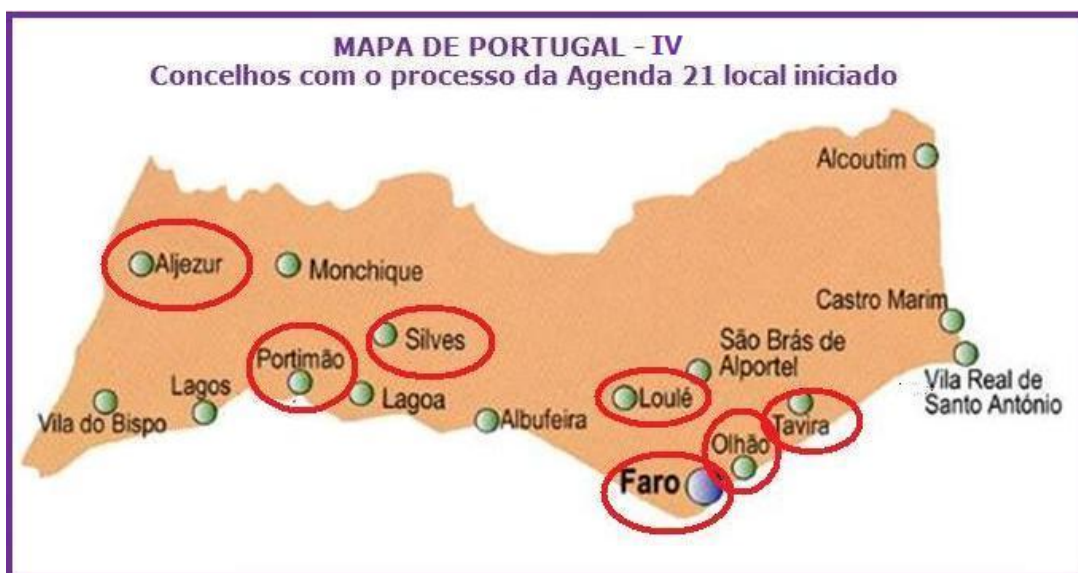 MAPA DE PORTUGAL - IV
Concelhos com o processo da Agenda 21 local iniciado
Alcoutim
Aljezur
Monchique
Castro Marim
Silves
São Brás de
Alportel
Portimão
Lagos
Lagoa
Loulé
Vila Real de
Santo António
Vila do Bispo
Albufeira
Tavira
Olhão
Faro